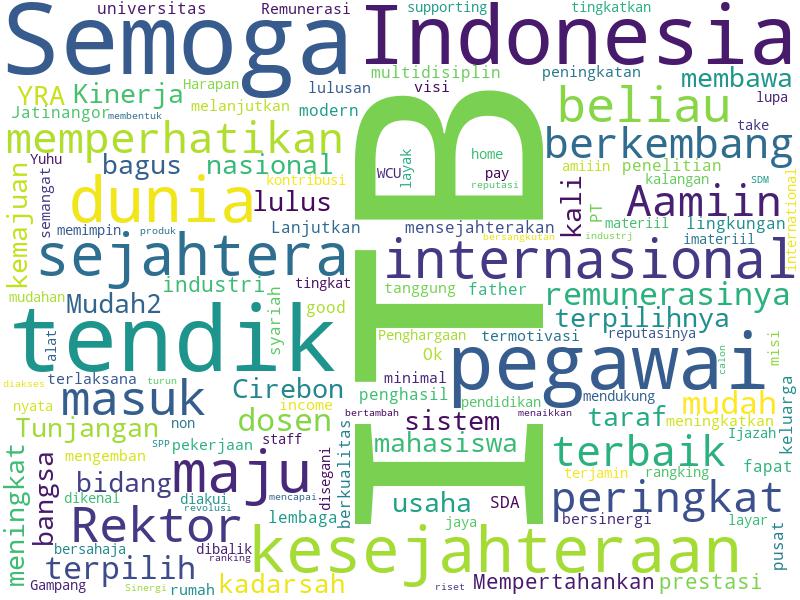 universitas Remunerasi supporting tingkatkan
Semoga Indonesia
multidisiplin peningkatan membawa
YRA Kinerja Harapan lulusan visi lupa
Jatinangor membentuk melanjutkan modern beliau take
memperhatikan berkembang
Yuhu bagus nasional home amiiin penelitian
WCU layak pay reputasi kalangan SDM
kemajuan semangat dunia kontribusi lulus kali PT Aamiin international
memimpin produk Lanjutkan mensejahterakan materiil lingkungan
bersangkutan industrj imateriil
sejahtera ITB internasional
industri tingkat tanggung father remunerasinya
mudahan Mudah2 syariah good terpilihnya
tendik alat Penghargaan termotivasi reputasinya misi
Ok pegawai calon
diakses terlaksana turun minimal
masuk Cirebon penghasil pendidikan mendukung mudah keluarga
nyata non dosen income bertambah menaikkan taraf meningkatkan
Tunjangan sistem Ijazah
SPP pekerjaan staff mahasiswa terbaik fapat
meningkat bangsa mengemban disegani berkualitas terjamin rangking
bidang maju usaha SDA peringkat
dikenal diakui mencapai
revolusi lembaga jaya bersinergi layar
Rektor pusat
bersahaja dibalik kesejahteraan
terpilih ranking
Gampang Sinergi rumah kadarsah riset Mempertahankan prestasi